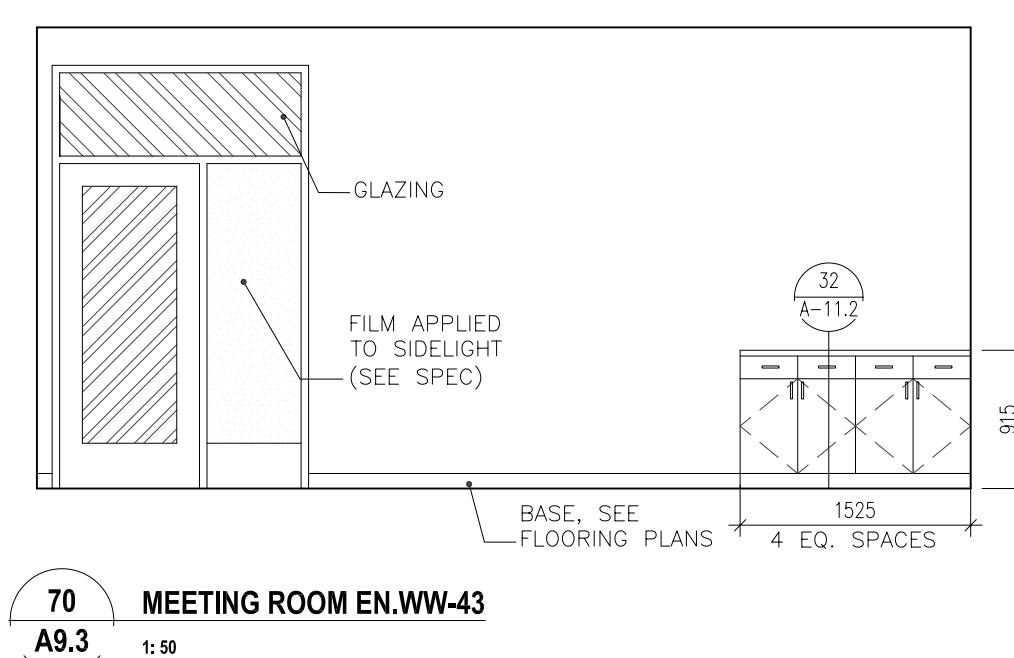 GLAZING
FILM APPLIED
TO SIDELIGHT
(SEE SPEC)
32
A-11.2
915
BASE, SEE
FLOORING PLANS
1525
4 EQ. SPACES
70
MEETING ROOM EN.WW-43
A9.3
1: 50